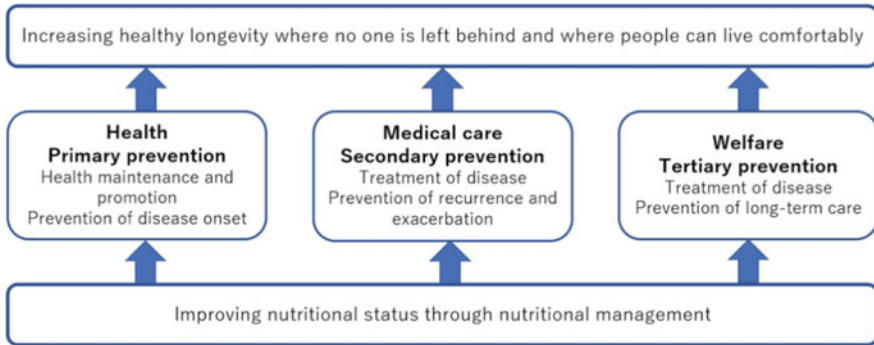 Increasing healthy longevity where no one is left behind and where people can live comfortably
Health
Primary prevention
Health maintenance and
promotion
Prevention of disease onset
Medical care
Secondary prevention
Treatment of disease
Prevention of recurrence and
exacerbation
Welfare
Tertiary prevention
Treatment of disease
Prevention of long-term care
Improving nutritional status through nutritional management